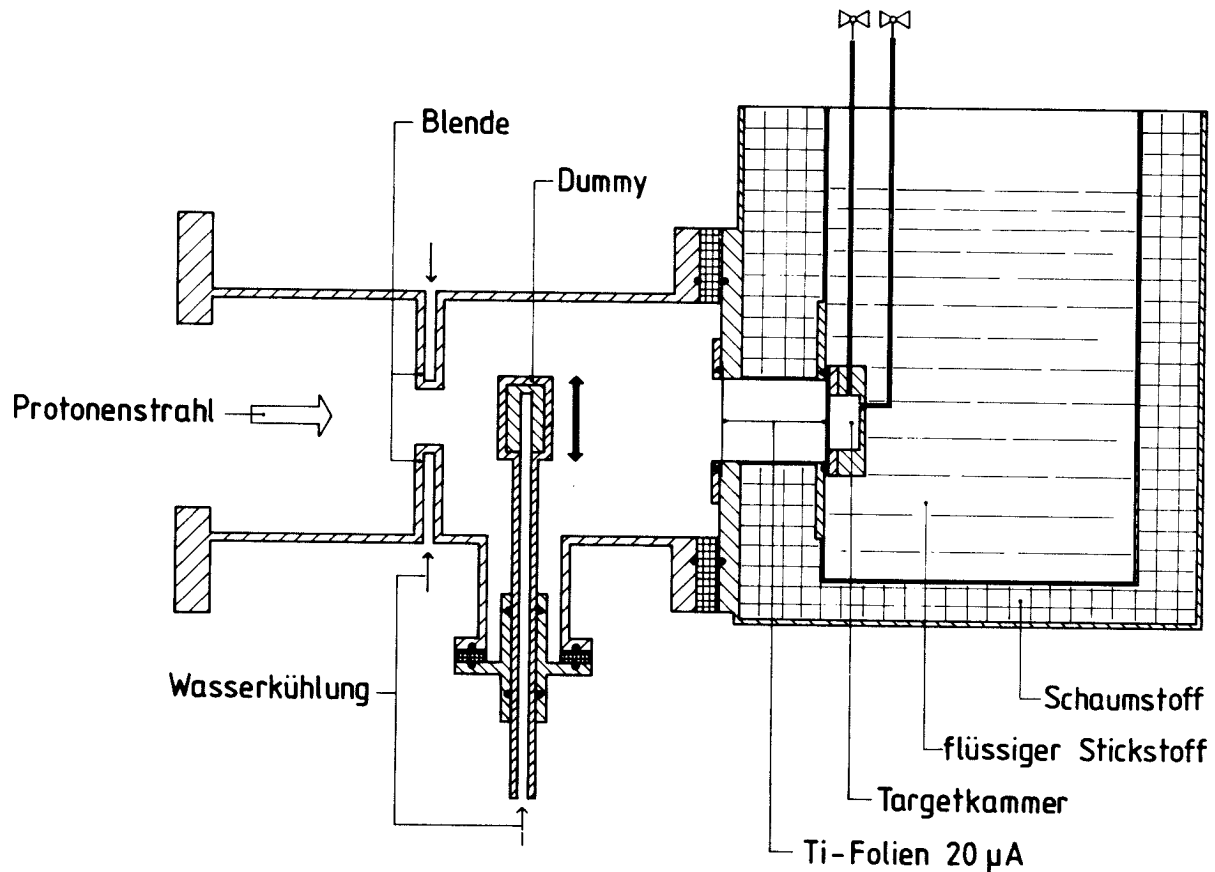 Blende
Dummy
Protonenstrahl
Wasserkühlung
Schaumstoff
flüssiger Stickstoff
Targetkammer
Ti-Folien 20 µA